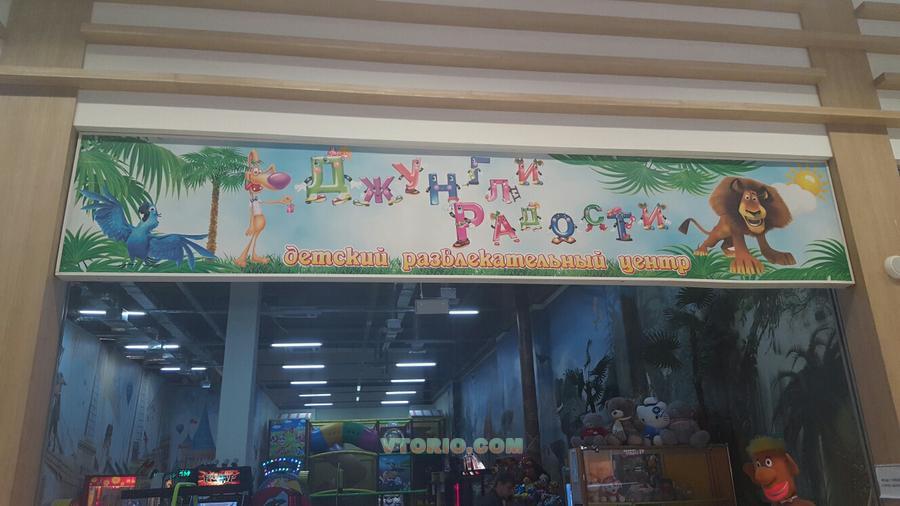 Джунгли
Радости
детский развлекательный центр
VTORIO.COM